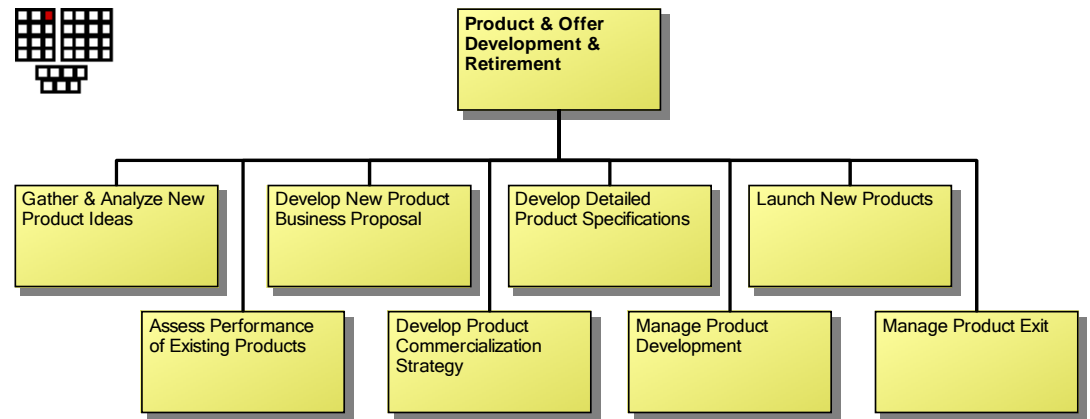 Product & Offer
Development &
Retirement
Gather & Analyze New
Product Ideas
Develop New Product
Business Proposal
Develop Detailed
Product Specifications
Launch New Products
Assess Performance
of Existing Products
Develop Product
Commercialization
Strategy
Manage Product
Development
Manage Product Exit